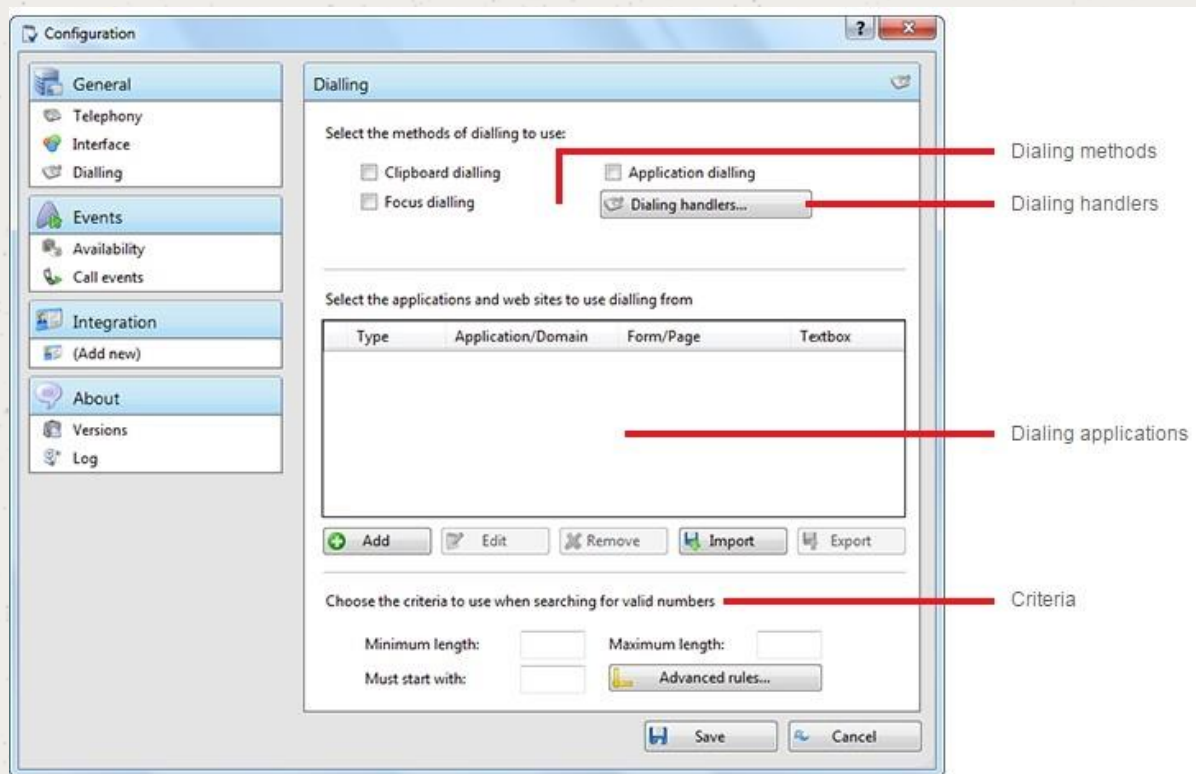 Configuration
?
General
Telephony
Interface
Dialling
Events
Availability
Call events
Integration
(Add new)
About
Versions
Log
Dialling
Select the methods of dialling to use:
Clipboard dialling
Application dialling
Focus dialling
Dialing handlers...
Select the applications and web sites to use dialling from
Type Application/Domain Form/Page Textbox
Add Edit Remove Import Export
Choose the criteria to use when searching for valid numbers
Minimum length: Maximum length:
Must start with: Advanced rules...
Save Cancel
Dialing methods
Dialing handlers
Dialing applications
Criteria